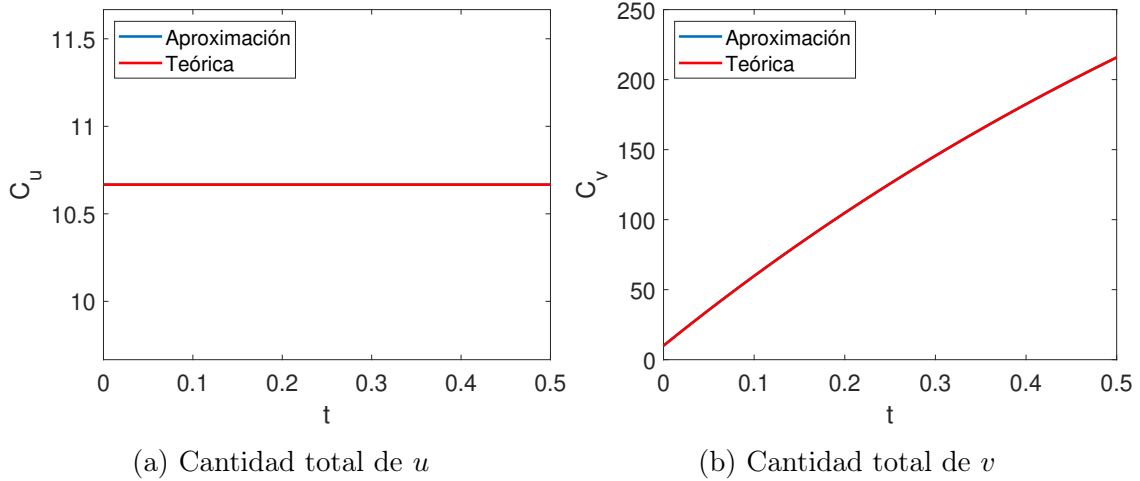 11.5
11
10.5
10
C_u
Aproximación
Teórica
0 0.1 0.2 0.3 0.4 0.5
t
(a) Cantidad total de u
250
200
150
100
50
0
C_v
Aproximación
Teórica
0 0.1 0.2 0.3 0.4 0.5
t
(b) Cantidad total de v